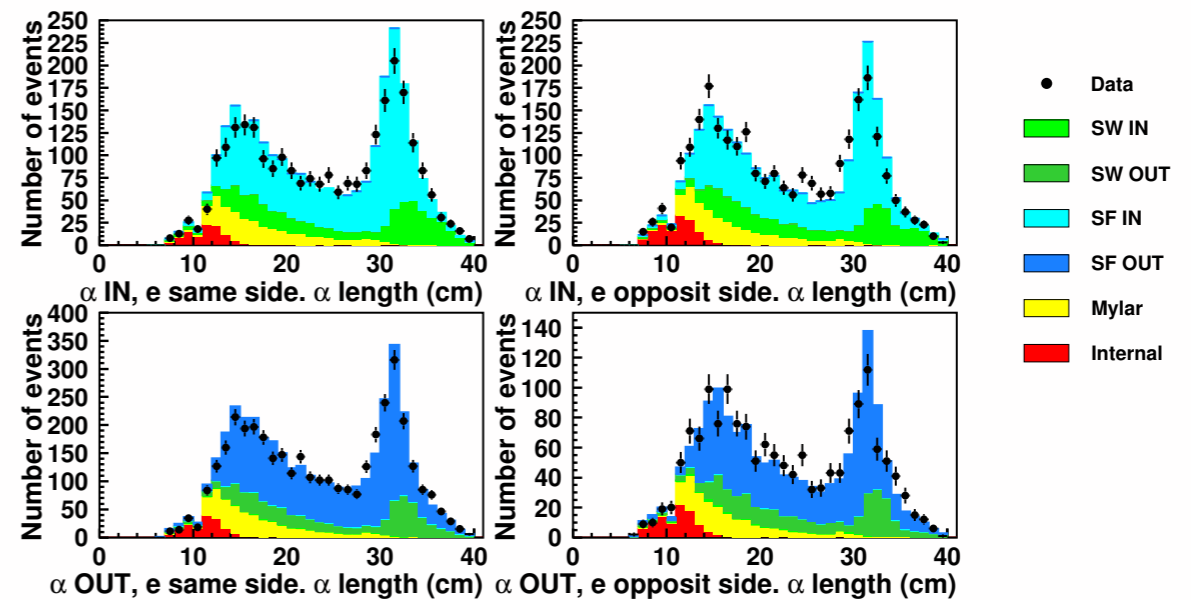 Number of events
250
225
200
175
150
125
100
75
50
25
0
0 10 20 30 40
α IN, e same side. α length (cm)
Number of events
250
225
200
175
150
125
100
75
50
25
0
0 10 20 30 40
α IN, e opposit side. α length (cm)
Number of events
400
350
300
250
200
150
100
50
0
0 10 20 30 40
α OUT, e same side. α length (cm)
Number of events
140
120
100
80
60
40
20
0
0 10 20 30 40
α OUT, e opposit side. α length (cm)
Data
SW IN
SW OUT
SF IN
SF OUT
Mylar
Internal